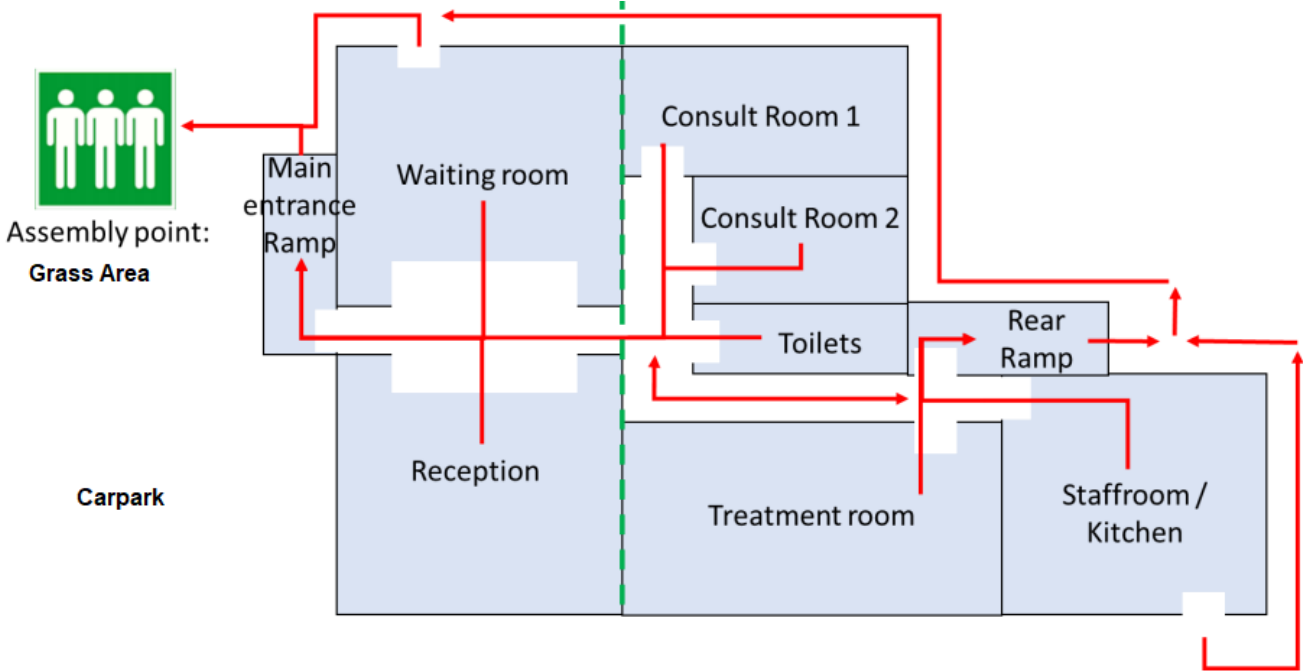 Consult Room 1
Main
entrance
Ramp
Waiting room
Consult Room 2
Assembly point:
Grass Area
Toilets
Rear
Ramp
Reception
Carpark
Treatment room
Staffroom /
Kitchen